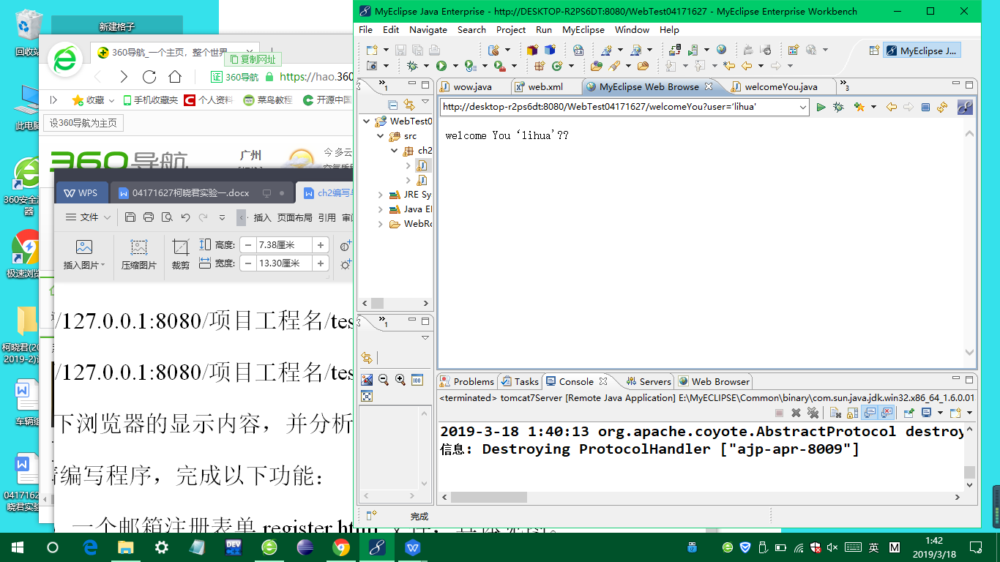 回收站
此电脑
360安全浏
器
极速浏览
柯晓君(20
2019-2)过
车辆组
0417162
晓君实验
新建格子
360导航_一个主页，整个世界
复制网址
证 360导航
https://hao.360
收藏 手机收藏夹 个人资料 菜鸟教程 开源中国
设360导航为主页
360导航
广州
今 多云
WPS 04171627柯晓君实验一.docx ch2编写与
文件 插入 页面布局 引用 审阅
插入图片 压缩图片 裁剪
高度: 7.38厘米
宽度: 13.30厘米
/127.0.0.1:8080/项目工程名/tes
/127.0.0.1:8080/项目工程名/tes
下浏览器的显示内容，并分析
编写程序，完成以下功能：
一个邮箱注册表单 register.html
MyEclipse Java Enterprise - http://DESKTOP-R2PS6DT:8080/WebTest04171627 - MyEclipse Enterprise Workbench
File Edit Navigate Search Project Run MyEclipse Window Help
MyEclipse J...
wow.java web.xml MyEclipse Web Browse welcomeYou.java
http://desktop-r2ps6dt:8080/WebTest04171627/welcomeYou?user='lihua'
welcome You‘lihua'??
WebTest0
src
ch2
JRE Sy
Java EI
WebRo
Problems Tasks Console Servers Web Browser
<terminated> tomcat7Server [Remote Java Application] E:\MyECLIPSE\Common\binary\com.sun.java.jdk.win32.x86_64_1.6.0.01
2019-3-18 1:40:13 org.apache.coyote.AbstractProtocol destroy
信息: Destroying ProtocolHandler ["ajp-apr-8009"]
完成
DEV
英 M
1:42
2019/3/18